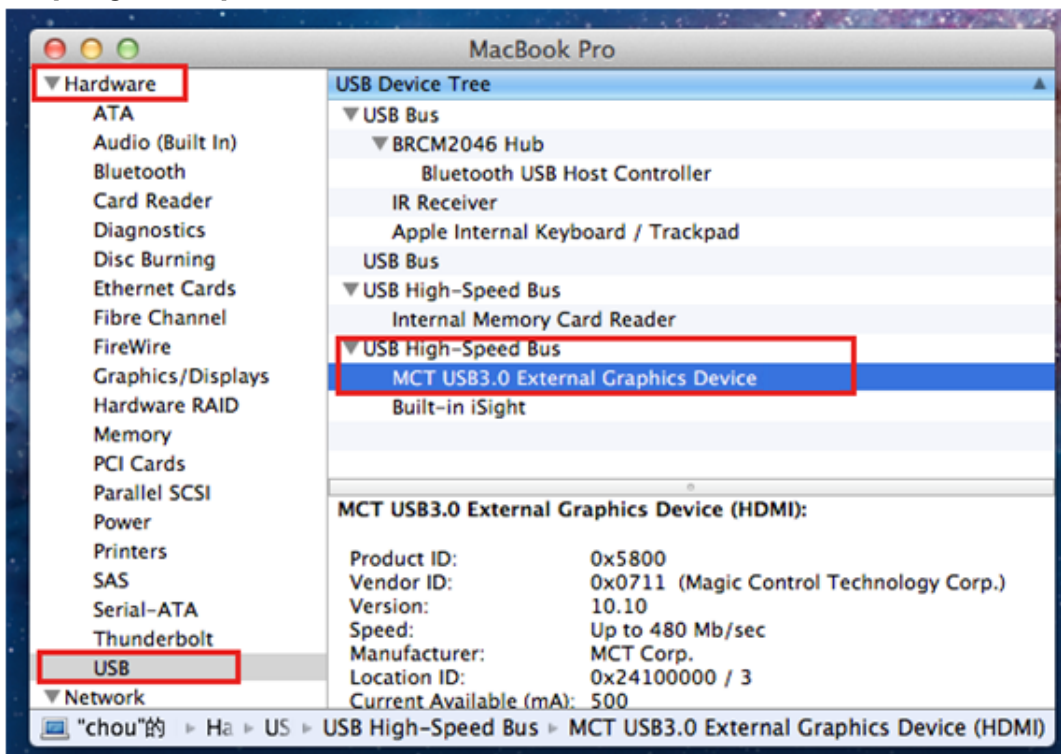 MacBook Pro
Hardware
ATA
Audio (Built In)
Bluetooth
Card Reader
Diagnostics
Disc Burning
Ethernet Cards
Fibre Channel
FireWire
Graphics/Displays
Hardware RAID
Memory
PCI Cards
Parallel SCSI
Power
Printers
SAS
Serial-ATA
Thunderbolt
USB
Network
USB Device Tree
USB Bus
BRCM2046 Hub
Bluetooth USB Host Controller
IR Receiver
Apple Internal Keyboard / Trackpad
USB Bus
USB High-Speed Bus
Internal Memory Card Reader
USB High-Speed Bus
MCT USB3.0 External Graphics Device
Built-in iSight
MCT USB3.0 External Graphics Device (HDMI):
Product ID: 0x5800
Vendor ID: 0x0711 (Magic Control Technology Corp.)
Version: 10.10
Speed: Up to 480 Mb/sec
Manufacturer: MCT Corp.
Location ID: 0x24100000 / 3
Current Available (mA): 500
"chou"的 ▸ Ha ▸ US ▸ USB High-Speed Bus ▸ MCT USB3.0 External Graphics Device (HDMI)